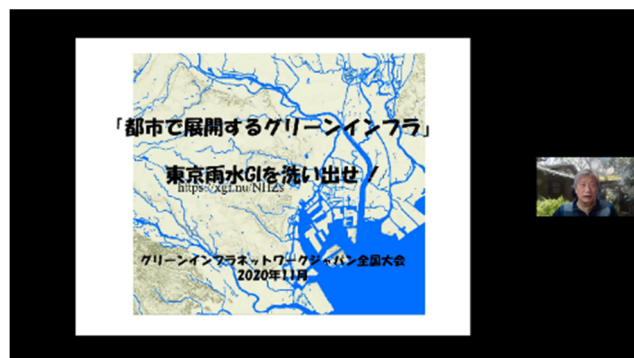 「都市で展開するグリーンインフラ」
東京雨水GIを洗い出せ！
https://xgf.nu/NHZs
グリーンインフラネットワークジャパン全国大会
2020年11月